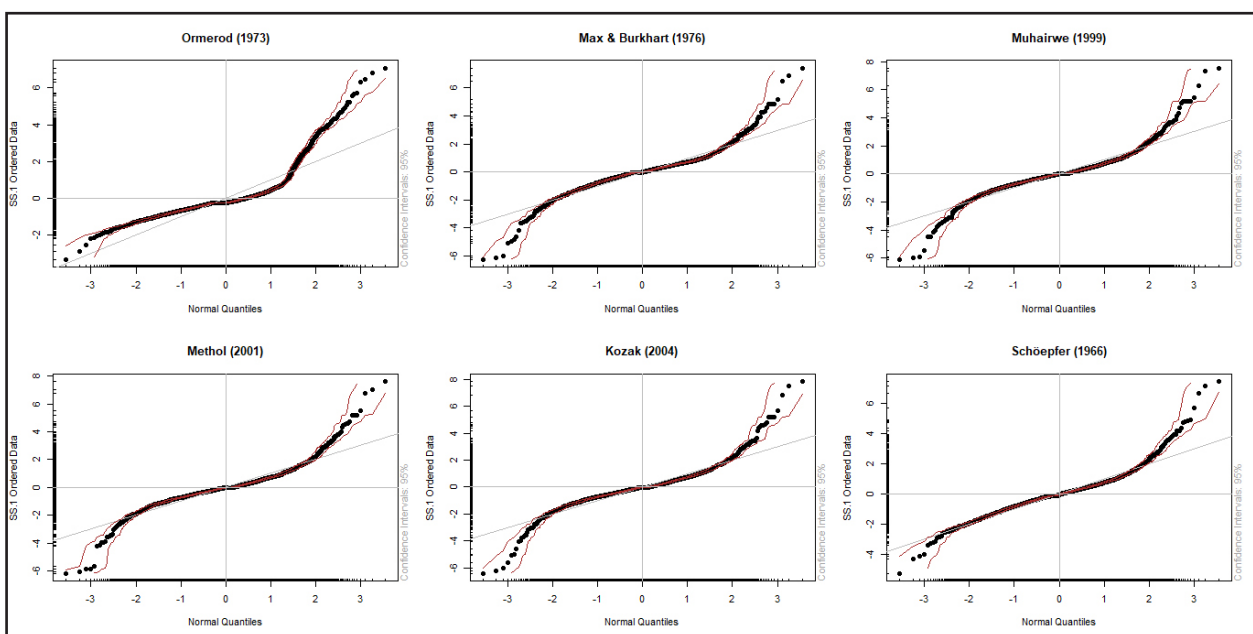 Ormerod (1973)
SS.1 Ordered Data
6
4
2
0
-2
-3 -2 -1 0 1 2 3
Normal Quantiles
Confidence Intervals: 95%
Max & Burkhart (1976)
SS.1 Ordered Data
6
4
2
0
-2
-4
-6
-3 -2 -1 0 1 2 3
Normal Quantiles
Confidence Intervals: 95%
Muhairwe (1999)
SS.1 Ordered Data
8
6
4
2
0
-2
-4
-6
-3 -2 -1 0 1 2 3
Normal Quantiles
Confidence Intervals: 95%
Methol (2001)
SS.1 Ordered Data
8
6
4
2
0
-2
-4
-6
-3 -2 -1 0 1 2 3
Normal Quantiles
Confidence Intervals: 95%
Kozak (2004)
SS.1 Ordered Data
8
6
4
2
0
-2
-4
-6
-3 -2 -1 0 1 2 3
Normal Quantiles
Confidence Intervals: 95%
Schöepfer (1966)
SS.1 Ordered Data
6
4
2
0
-2
-4
-3 -2 -1 0 1 2 3
Normal Quantiles
Confidence Intervals: 95%